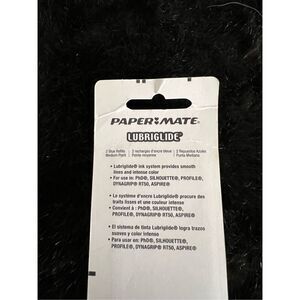 PAPER MATE
LUBRIGLIDE®
2 Blue Refills 2 recharges d'encre bleue 2 Repuestos Azules
Medium Point Pointe moyenne Punta Mediana
• Lubriglide® ink system provides smooth
lines and intense color
• For use in: PhD®, SILHOUETTE®,
PROFILE®, DYNAGRIP® RT50, ASPIRE®
• Le système d'encre Lubriglide® procure des
traits lisses et une couleur intense
• Convient à : PhD®, SILHOUETTE®,
PROFILE®, DYNAGRIP® RT50, ASPIRE®
• El sistema de tinta Lubriglide® logra trazos
suaves y color intenso
• Para usar en: PhD®, SILHOUETTE®,
PROFILE®, DYNAGRIP® RT50, ASPIRE®